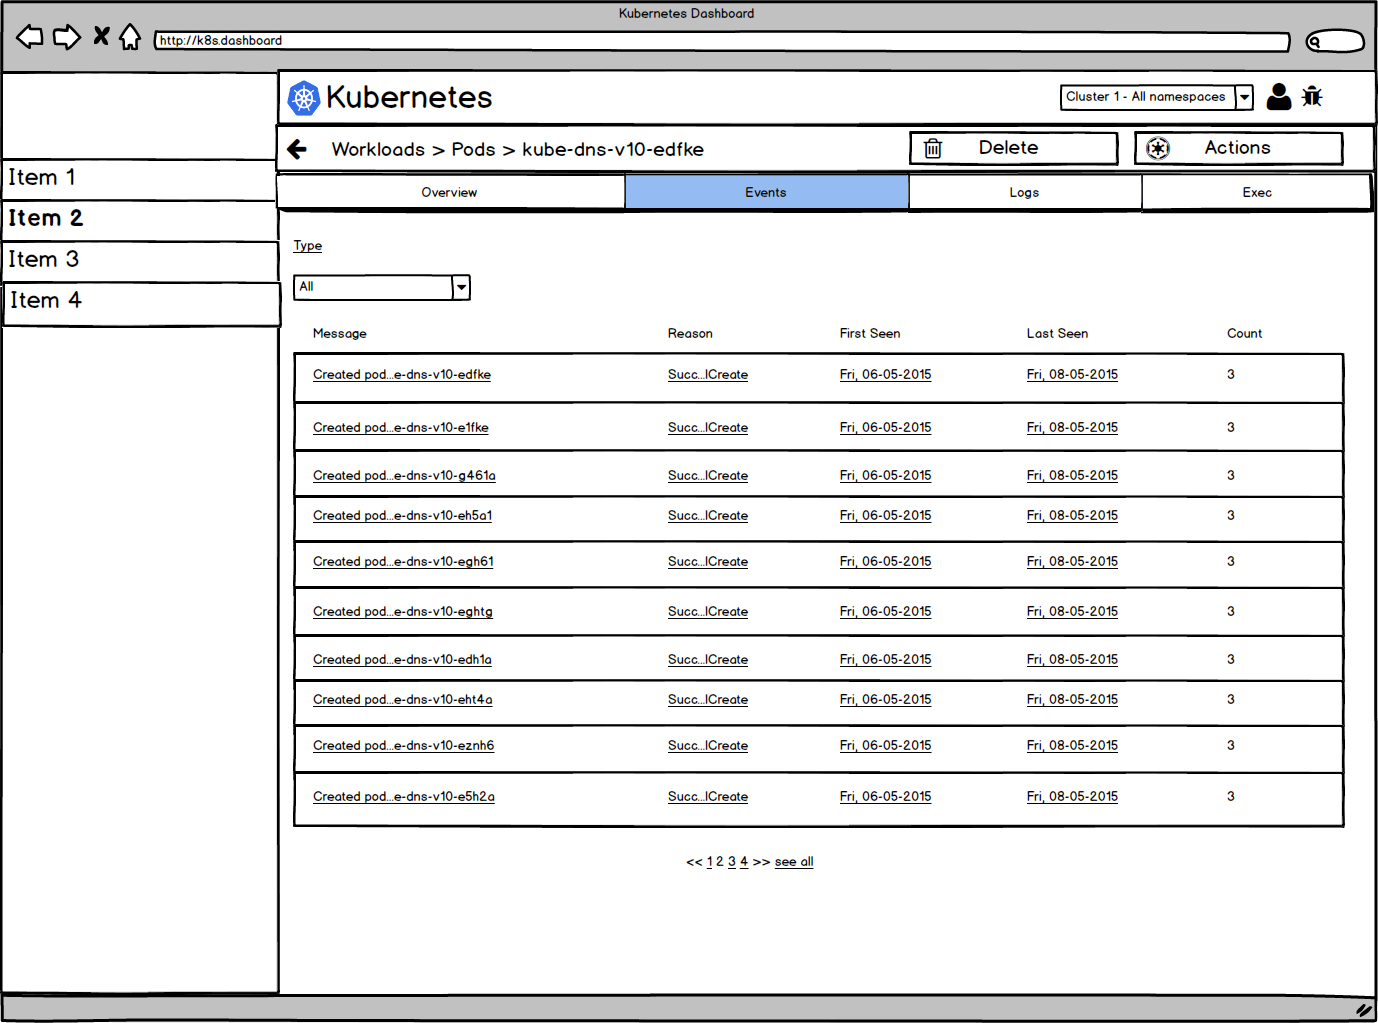 Kubernetes Dashboard
http://k8s.dashboard
Kubernetes
Cluster 1 - All namespaces
Workloads > Pods > kube-dns-v10-edfke
Delete
Actions
Overview Events Logs Exec
Item 1
Item 2
Item 3
Item 4
Type
All
Message Reason First Seen Last Seen Count
Created pod...e-dns-v10-edfke Succ...lCreate Fri, 06-05-2015 Fri, 08-05-2015 3
Created pod...e-dns-v10-e1fke Succ...lCreate Fri, 06-05-2015 Fri, 08-05-2015 3
Created pod...e-dns-v10-g461a Succ...lCreate Fri, 06-05-2015 Fri, 08-05-2015 3
Created pod...e-dns-v10-eh5a1 Succ...lCreate Fri, 06-05-2015 Fri, 08-05-2015 3
Created pod...e-dns-v10-egh61 Succ...lCreate Fri, 06-05-2015 Fri, 08-05-2015 3
Created pod...e-dns-v10-eghtg Succ...lCreate Fri, 06-05-2015 Fri, 08-05-2015 3
Created pod...e-dns-v10-edh1a Succ...lCreate Fri, 06-05-2015 Fri, 08-05-2015 3
Created pod...e-dns-v10-eht4a Succ...lCreate Fri, 06-05-2015 Fri, 08-05-2015 3
Created pod...e-dns-v10-eznh6 Succ...lCreate Fri, 06-05-2015 Fri, 08-05-2015 3
Created pod...e-dns-v10-e5h2a Succ...lCreate Fri, 06-05-2015 Fri, 08-05-2015 3
<< 1 2 3 4 >> see all